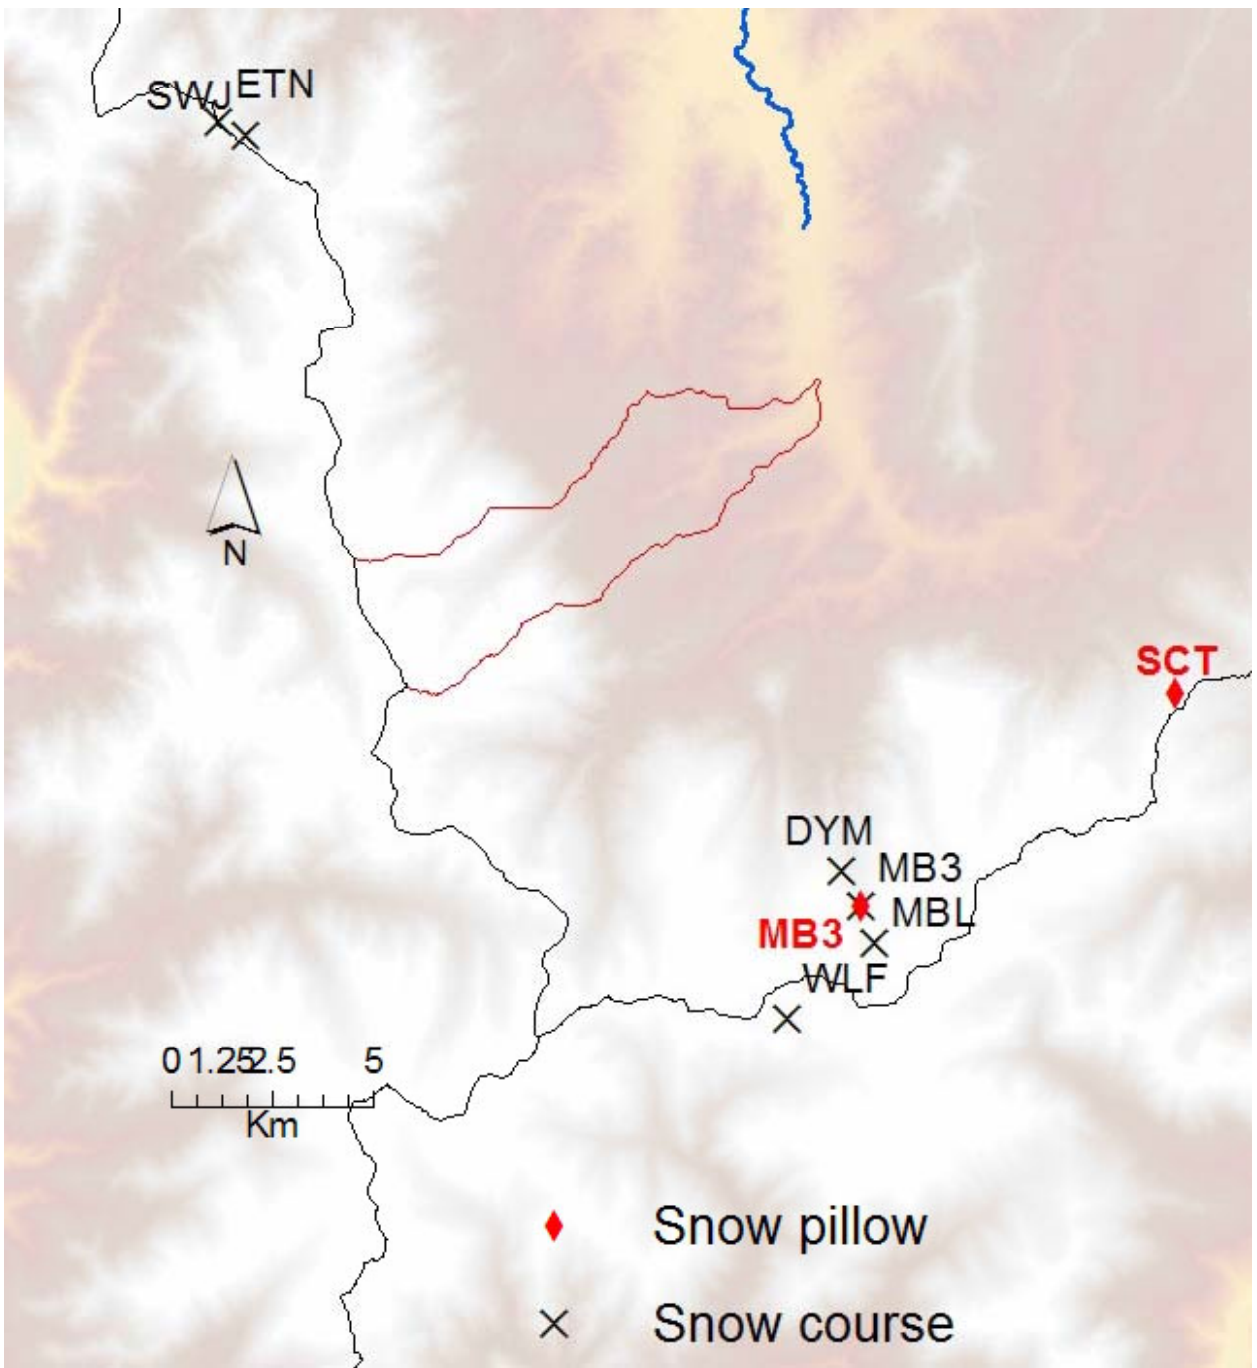 SWJ
ETN
N
SCT
DYM
MB3
MBL
MB3
WLF
0 1.25 2.5 5
Km
Snow pillow
Snow course